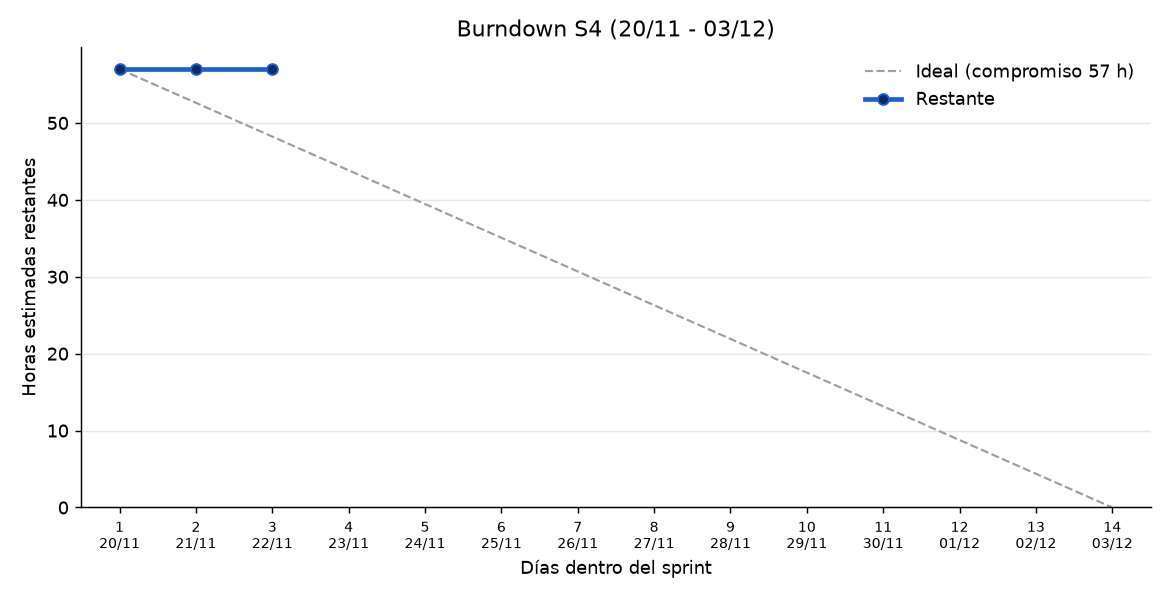 Burndown S4 (20/11 - 03/12)
Ideal (compromiso 57 h)
Restante
Horas estimadas restantes
50
40
30
20
10
0
1 2 3 4 5 6 7 8 9 10 11 12 13 14
20/11 21/11 22/11 23/11 24/11 25/11 26/11 27/11 28/11 29/11 30/11 01/12 02/12 03/12
Días dentro del sprint